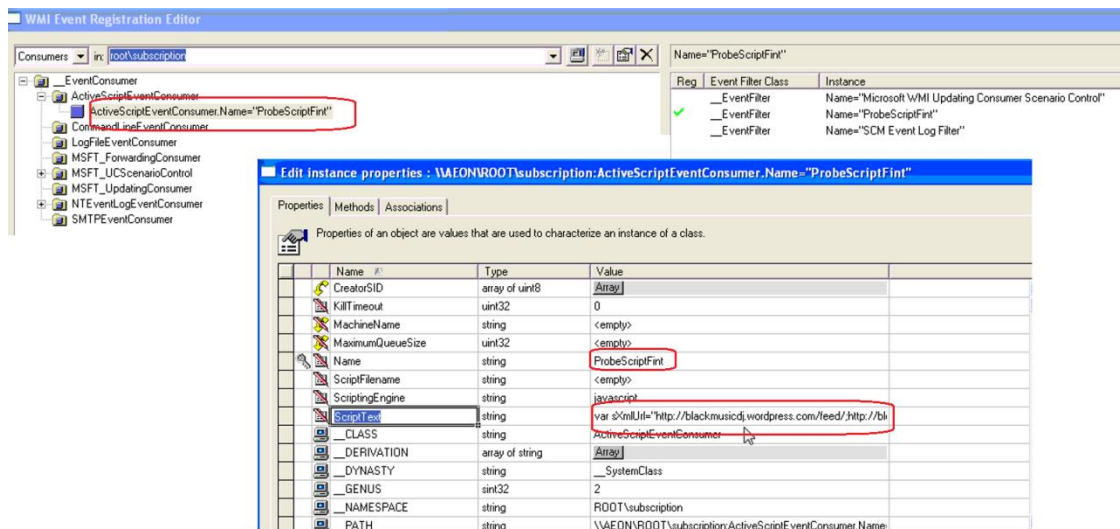 WMI Event Registration Editor
Consumers in: root\subscription
__EventConsumer
ActiveScriptEventConsumer
ActiveScriptEventConsumer.Name="ProbeScriptFint"
CommandLineEventConsumer
LogFileEventConsumer
MSFT_ForwardingConsumer
MSFT_UCScenarioControl
MSFT_UpdatingConsumer
NTEventLogEventConsumer
SMTPEventConsumer
Name="ProbeScriptFint"
Reg Event Filter Class Instance
__EventFilter Name="Microsoft WMI Updating Consumer Scenario Control"
__EventFilter Name="ProbeScriptFint"
__EventFilter Name="SCM Event Log Filter"
Edit instance properties : \\AEON\ROOT\subscription:ActiveScriptEventConsumer.Name="ProbeScriptFint"
Properties Methods Associations
Properties of an object are values that are used to characterize an instance of a class.
Name Type Value
CreatorSID array of uint8 Array
KillTimeout uint32 0
MachineName string <empty>
MaximumQueueSize uint32 <empty>
Name string ProbeScriptFint
ScriptFilename string <empty>
ScriptingEngine string javascript
ScriptText string var sXmlUrl="http://blackmusicdj.wordpress.com/feed/;http://bl
__CLASS string ActiveScriptEventConsumer
__DERIVATION array of string Array
__DYNASTY string __SystemClass
__GENUS sint32 2
__NAMESPACE string ROOT\subscription
__PATH string \\AEON\ROOT\subscription:ActiveScriptEventConsumer.Name